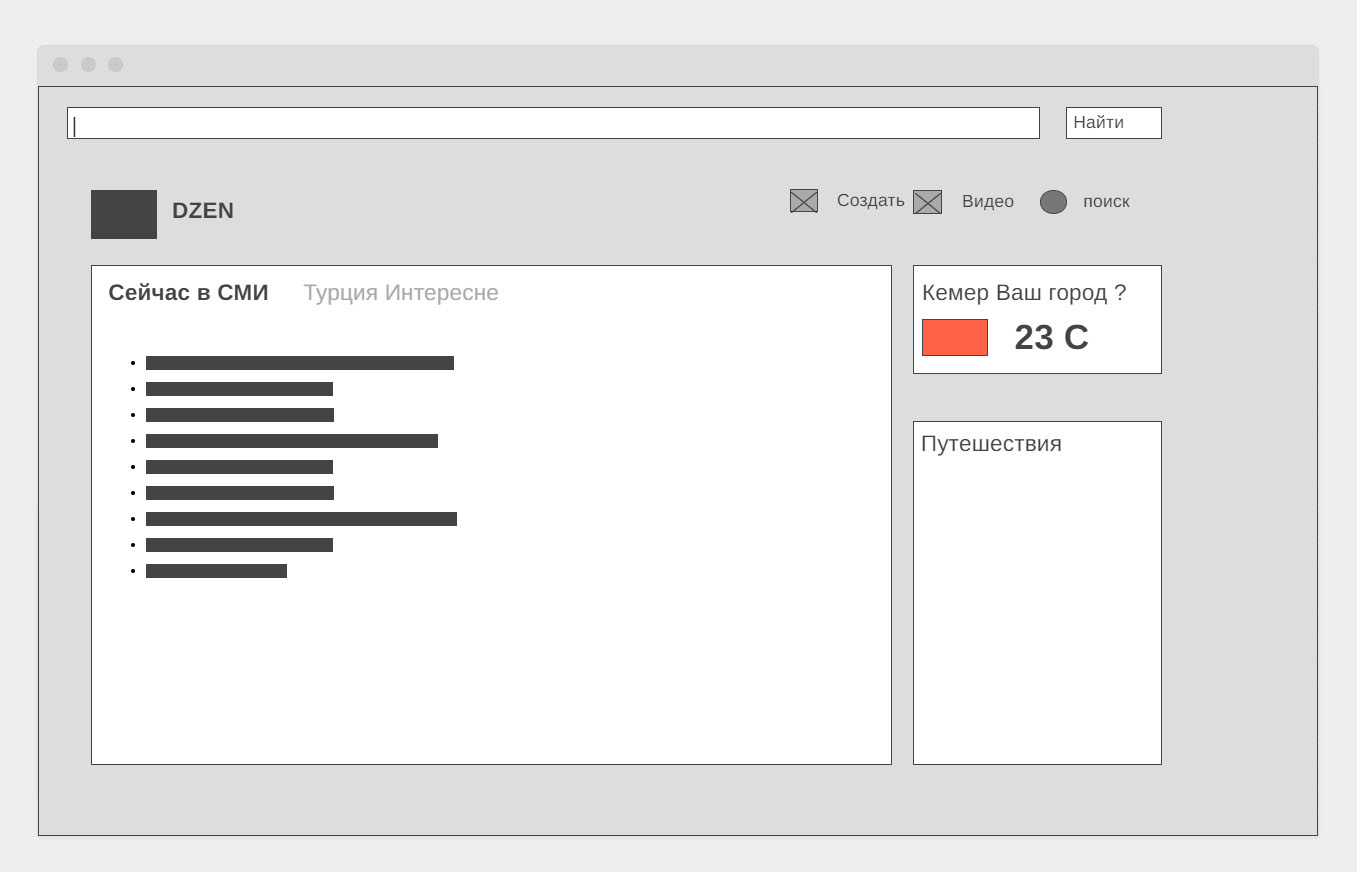 Найти
DZEN
Создать
Видео
поиск
Сейчас в СМИ
Турция Интересне
Кемер Ваш город ?
23 C
Путешествия